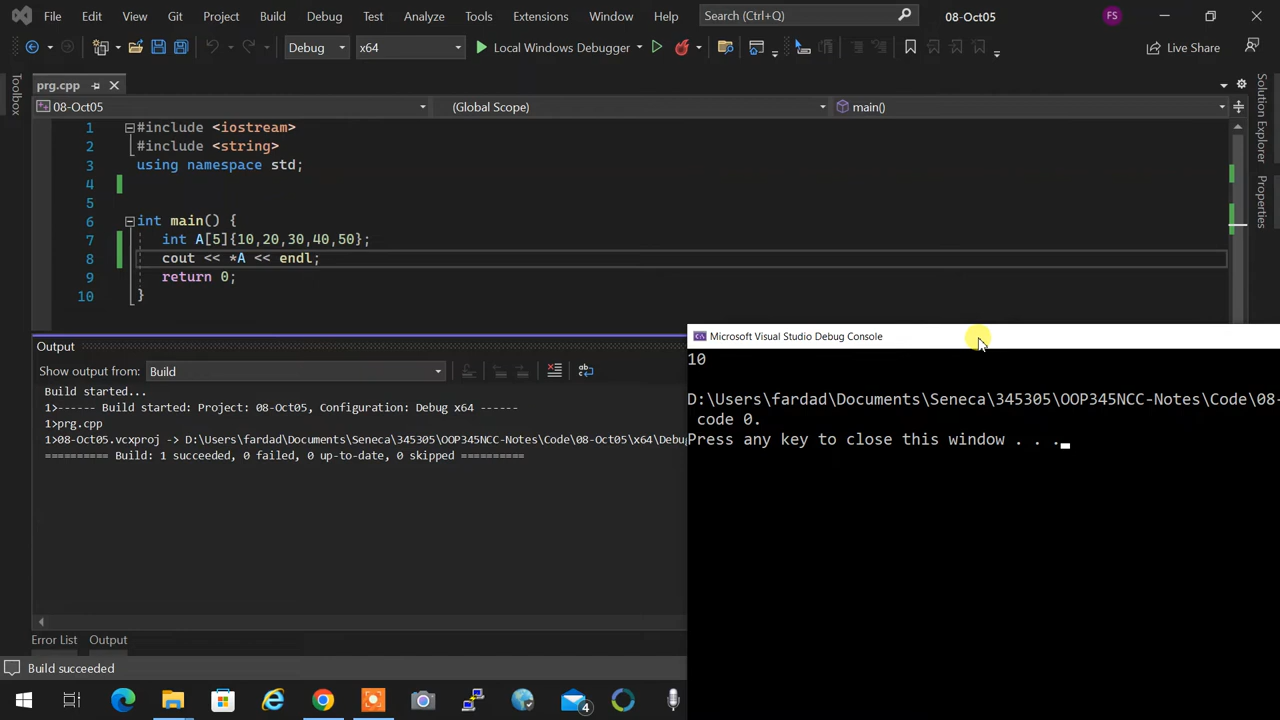 File Edit View Git Project Build Debug Test Analyze Tools Extensions Window Help Search (Ctrl+Q) 08-Oct05 FS
Debug x64 Local Windows Debugger Live Share
prg.cpp
08-Oct05 (Global Scope) main()
Toolbox
Solution Explorer
Properties
1 #include <iostream>
2 #include <string>
3 using namespace std;
4
5
6 int main() {
7 int A[5]{10,20,30,40,50};
8 cout << *A << endl;
9 return 0;
10 }
Output
Show output from: Build
Build started...
1>------ Build started: Project: 08-Oct05, Configuration: Debug x64 ------
1>prg.cpp
1>08-Oct05.vcxproj -> D:\Users\fardad\Documents\Seneca\345305\OOP345NCC-Notes\Code\08-Oct05\x64\Debu
========== Build: 1 succeeded, 0 failed, 0 up-to-date, 0 skipped ==========
Microsoft Visual Studio Debug Console
10
D:\Users\fardad\Documents\Seneca\345305\OOP345NCC-Notes\Code\08-
code 0.
Press any key to close this window . . .
Error List Output
Build succeeded
4